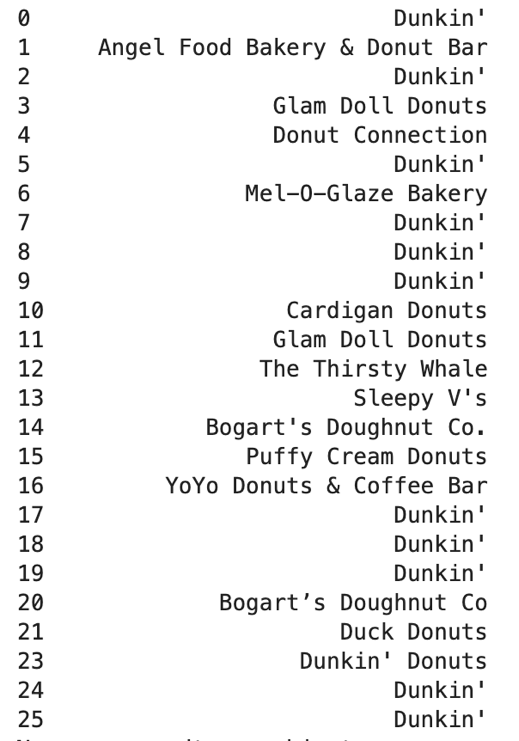 0 Dunkin'
1 Angel Food Bakery & Donut Bar
2 Dunkin'
3 Glam Doll Donuts
4 Donut Connection
5 Dunkin'
6 Mel-O-Glaze Bakery
7 Dunkin'
8 Dunkin'
9 Dunkin'
10 Cardigan Donuts
11 Glam Doll Donuts
12 The Thirsty Whale
13 Sleepy V's
14 Bogart's Doughnut Co.
15 Puffy Cream Donuts
16 YoYo Donuts & Coffee Bar
17 Dunkin'
18 Dunkin'
19 Dunkin'
20 Bogart’s Doughnut Co
21 Duck Donuts
23 Dunkin' Donuts
24 Dunkin'
25 Dunkin'